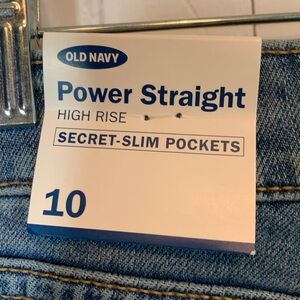 OLD NAVY
Power Straight
HIGH RISE
SECRET-SLIM POCKETS
10